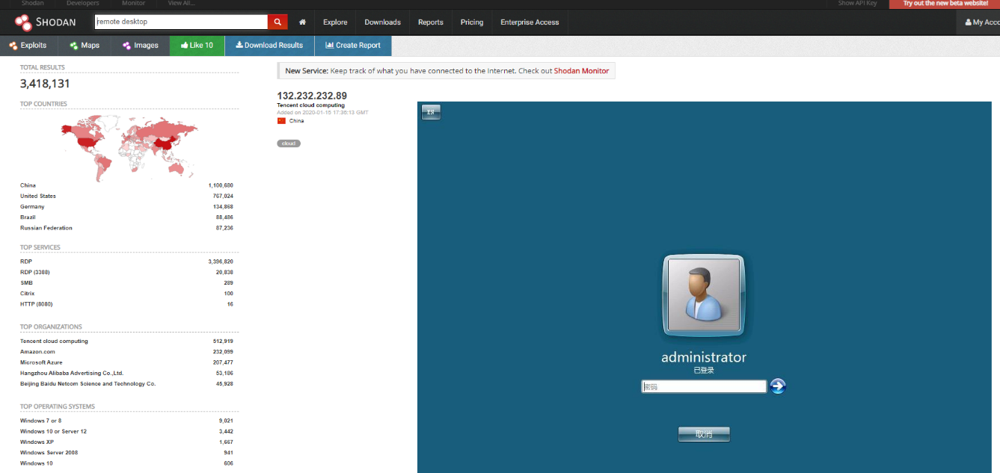 Shodan Developers Monitor View All... Show API Key Try out the new beta website!
SHODAN remote desktop Explore Downloads Reports Pricing Enterprise Access My Acco
Exploits Maps Images Like 10 Download Results Create Report
TOTAL RESULTS
3,418,131
TOP COUNTRIES
China 1,100,680
United States 767,024
Germany 134,868
Brazil 88,486
Russian Federation 87,236
TOP SERVICES
RDP 3,396,820
RDP (3388) 20,838
SMB 289
Citrix 100
HTTP (8080) 16
TOP ORGANIZATIONS
Tencent cloud computing 512,919
Amazon.com 232,099
Microsoft Azure 207,477
Hangzhou Alibaba Advertising Co.,Ltd. 53,186
Beijing Baidu Netcom Science and Technology Co. 45,928
TOP OPERATING SYSTEMS
Windows 7 or 8 9,021
Windows 10 or Server 12 3,442
Windows XP 1,667
Windows Server 2008 941
Windows 10 606
New Service: Keep track of what you have connected to the Internet. Check out Shodan Monitor
132.232.232.89
Tencent cloud computing
Added on 2020-01-15 17:36:13 GMT
China
cloud
EN
administrator
已登录
密码
取消